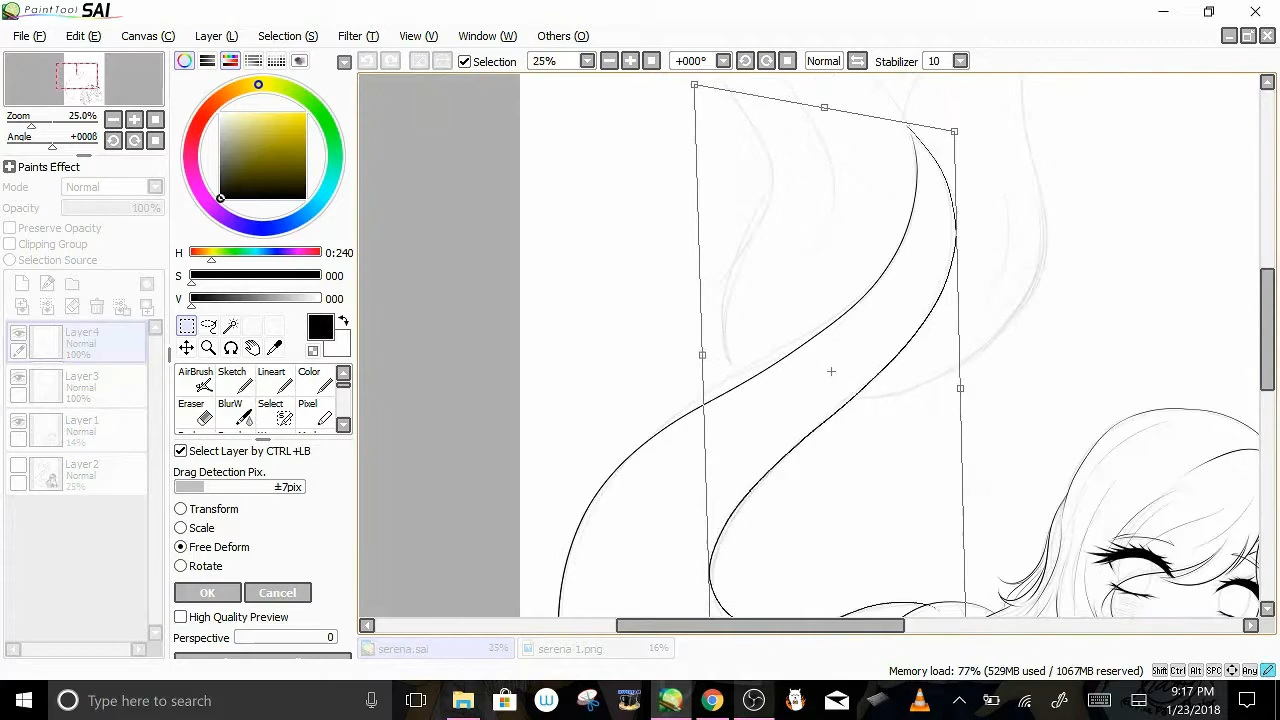 PaintTool SAI
File (F) Edit (E) Canvas (C) Layer (L) Selection (S) Filter (T) View (V) Window (W) Others (O)
Selection 25% +000° Normal Stabilizer 10
Zoom 25.0%
Angle +000ß
Paints Effect
Mode Normal
Opacity 100%
Preserve Opacity
Clipping Group
Selection Source
Layer4
Normal
100%
Layer3
Normal
100%
Layer1
Normal
14%
Layer2
Normal
25%
H 0:240
S 000
V 000
AirBrush Sketch Lineart Color
Eraser BlurW Select Pixel
Select Layer by CTRL+LB
Drag Detection Pix.
±7pix
Transform
Scale
Free Deform
Rotate
OK Cancel
High Quality Preview
Perspective 0
serena.sai 25% serena 1.png 16%
Memory load: 77% (529MB used / 1067MB reserved) Shft Ctrl Alt SPC Any
Type here to search
9:17 PM
1/23/2018